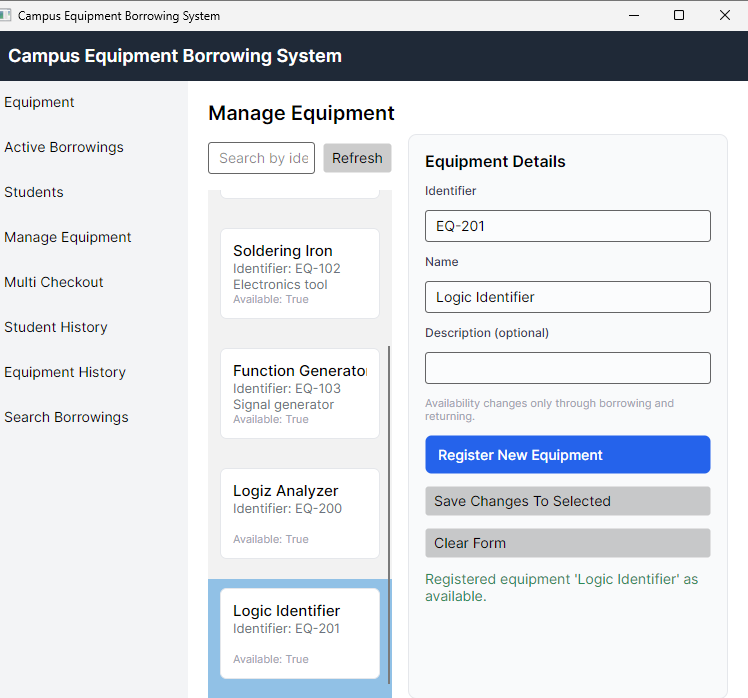 Campus Equipment Borrowing System
Campus Equipment Borrowing System
Equipment
Active Borrowings
Students
Manage Equipment
Multi Checkout
Student History
Equipment History
Search Borrowings
Manage Equipment
Search by ide
Refresh
Soldering Iron
Identifier: EQ-102
Electronics tool
Available: True
Function Generator
Identifier: EQ-103
Signal generator
Available: True
Logiz Analyzer
Identifier: EQ-200
Available: True
Logic Identifier
Identifier: EQ-201
Available: True
Equipment Details
Identifier
EQ-201
Name
Logic Identifier
Description (optional)
Availability changes only through borrowing and
returning.
Register New Equipment
Save Changes To Selected
Clear Form
Registered equipment 'Logic Identifier' as
available.